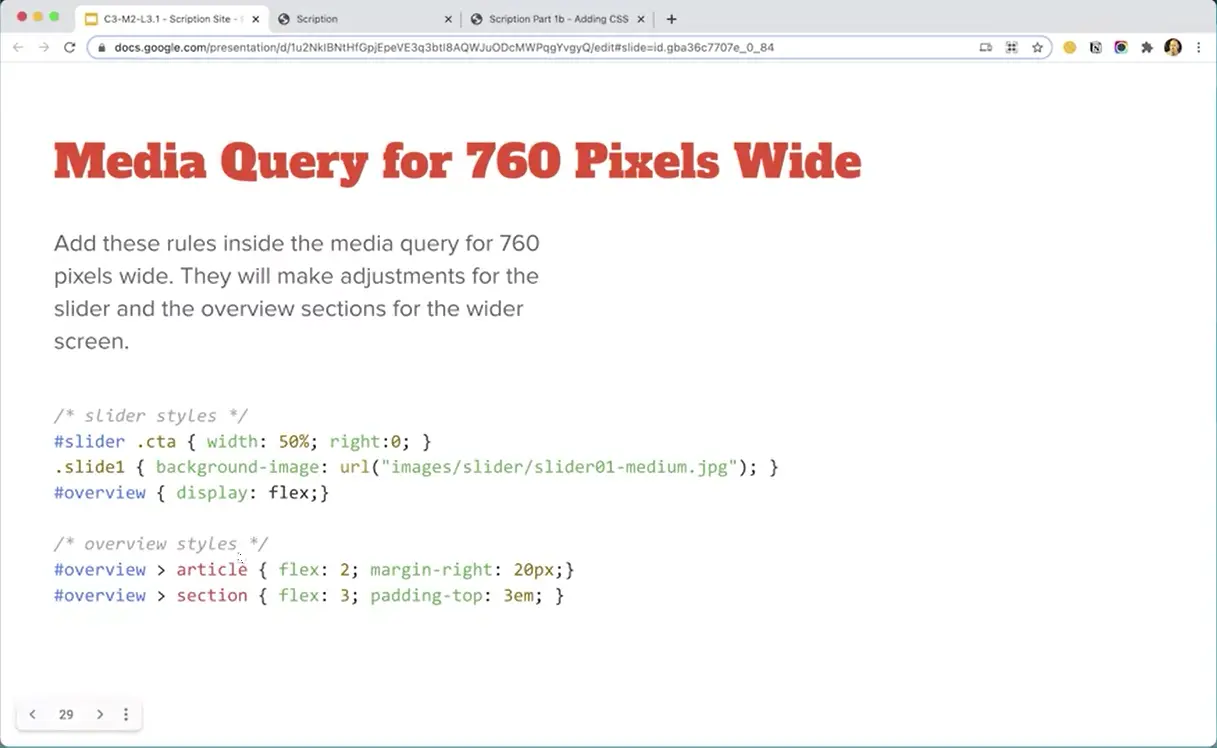 C3-M2-L3.1 - Scription Site -
Scription
Scription Part 1b - Adding CSS
docs.google.com/presentation/d/1u2NkIBNtHfGpjEpeVE3q3btI8AQWJuODcMWPqgYvgyQ/edit#slide=id.gba36c7707e_0_84
Media Query for 760 Pixels Wide
Add these rules inside the media query for 760
pixels wide. They will make adjustments for the
slider and the overview sections for the wider
screen.
/* slider styles */
#slider .cta { width: 50%; right:0; }
.slide1 { background-image: url("images/slider/slider01-medium.jpg"); }
#overview { display: flex;}
/* overview styles */
#overview > article { flex: 2; margin-right: 20px;}
#overview > section { flex: 3; padding-top: 3em; }
29